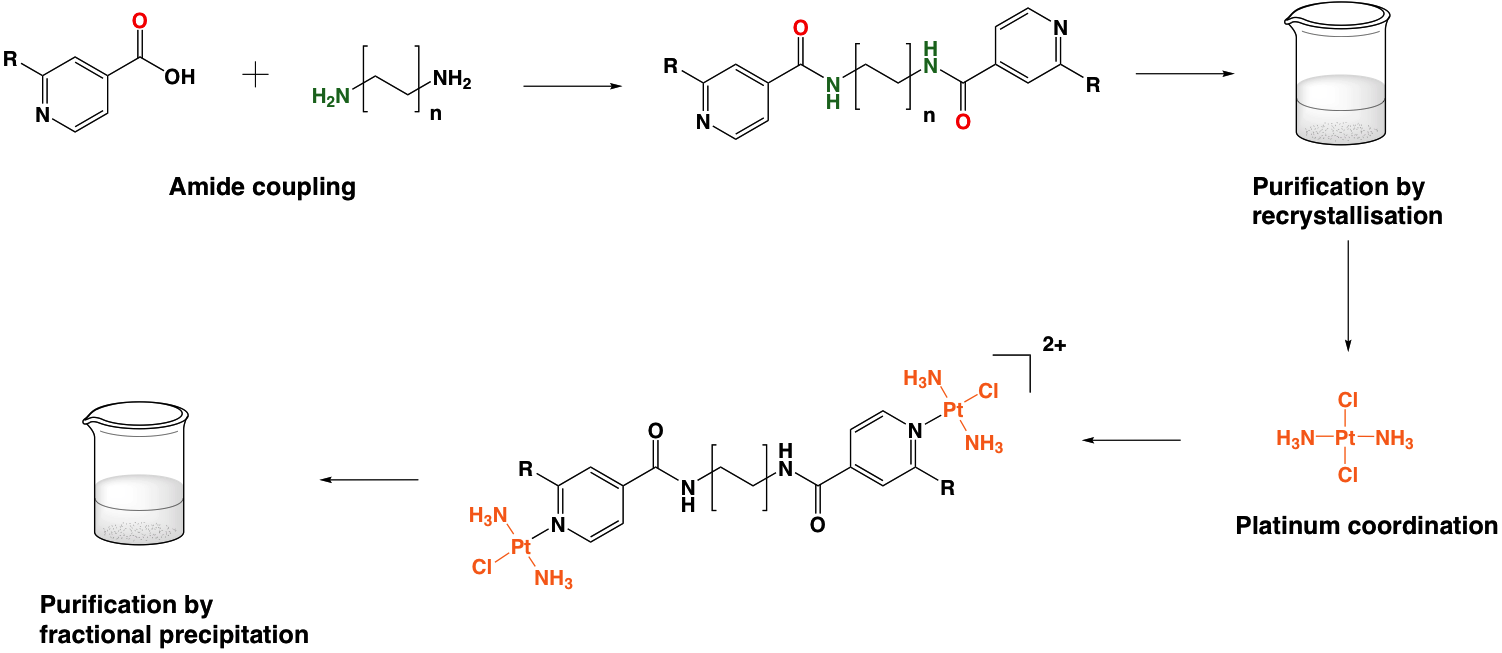 O
R
OH
N
+
H2N
NH2
n
O
R
N
N
H
n
H
N
O
N
R
Amide coupling
Purification by
recrystallisation
2+
H3N
Cl
Pt
NH3
N
R
O
H
N
N
H
O
R
N
H3N
Pt
Cl
NH3
Cl
H3N
Pt
NH3
Cl
Platinum coordination
Purification by
fractional precipitation